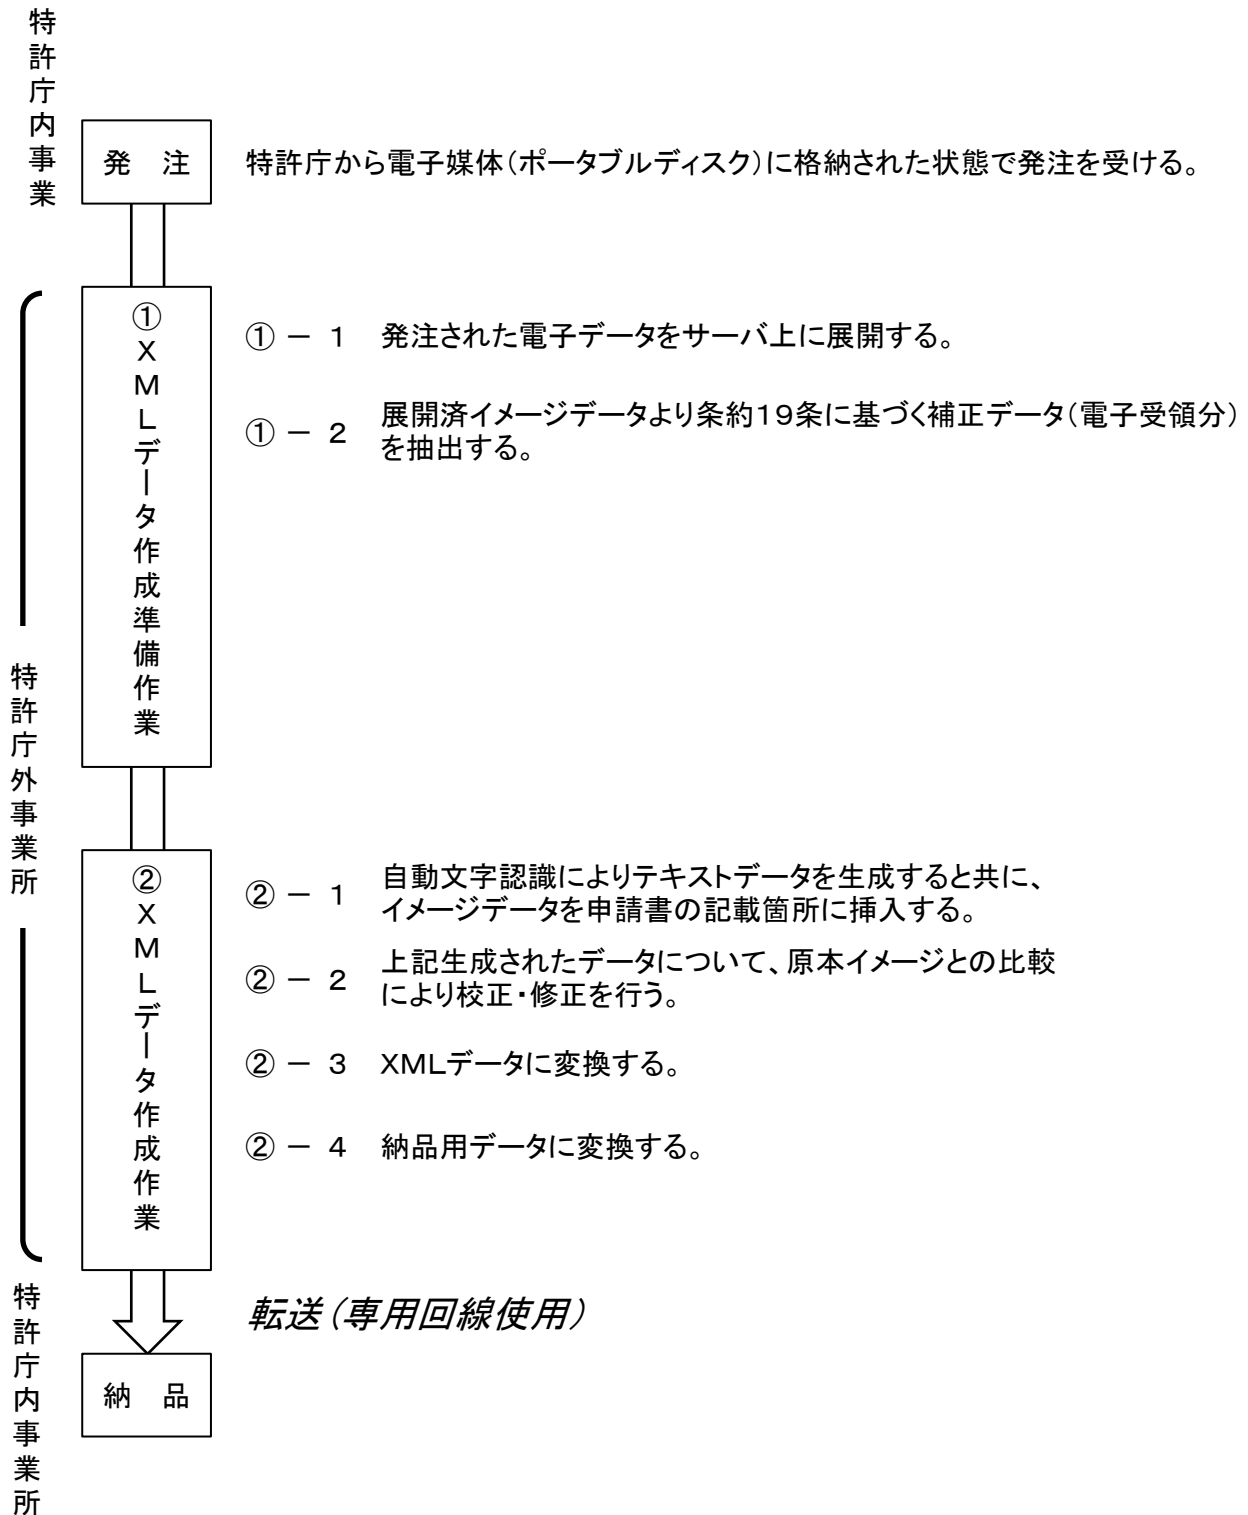 特許庁内事業
発　注
特許庁から電子媒体（ポータブルディスク）に格納された状態で発注を受ける。
①XMLデータ作成準備作業
①－１　発注された電子データをサーバ上に展開する。
①－２　展開済イメージデータより条約１９条に基づく補正データ（電子受領分）
を抽出する。
特許庁外事業所
②XMLデータ作成作業
②－１　自動文字認識によりテキストデータを生成すると共に、
イメージデータを申請書の記載箇所に挿入する。
②－２　上記生成されたデータについて、原本イメージとの比較
により校正・修正を行う。
②－３　XMLデータに変換する。
②－４　納品用データに変換する。
転送（専用回線使用）
特許庁内事業所
納　品